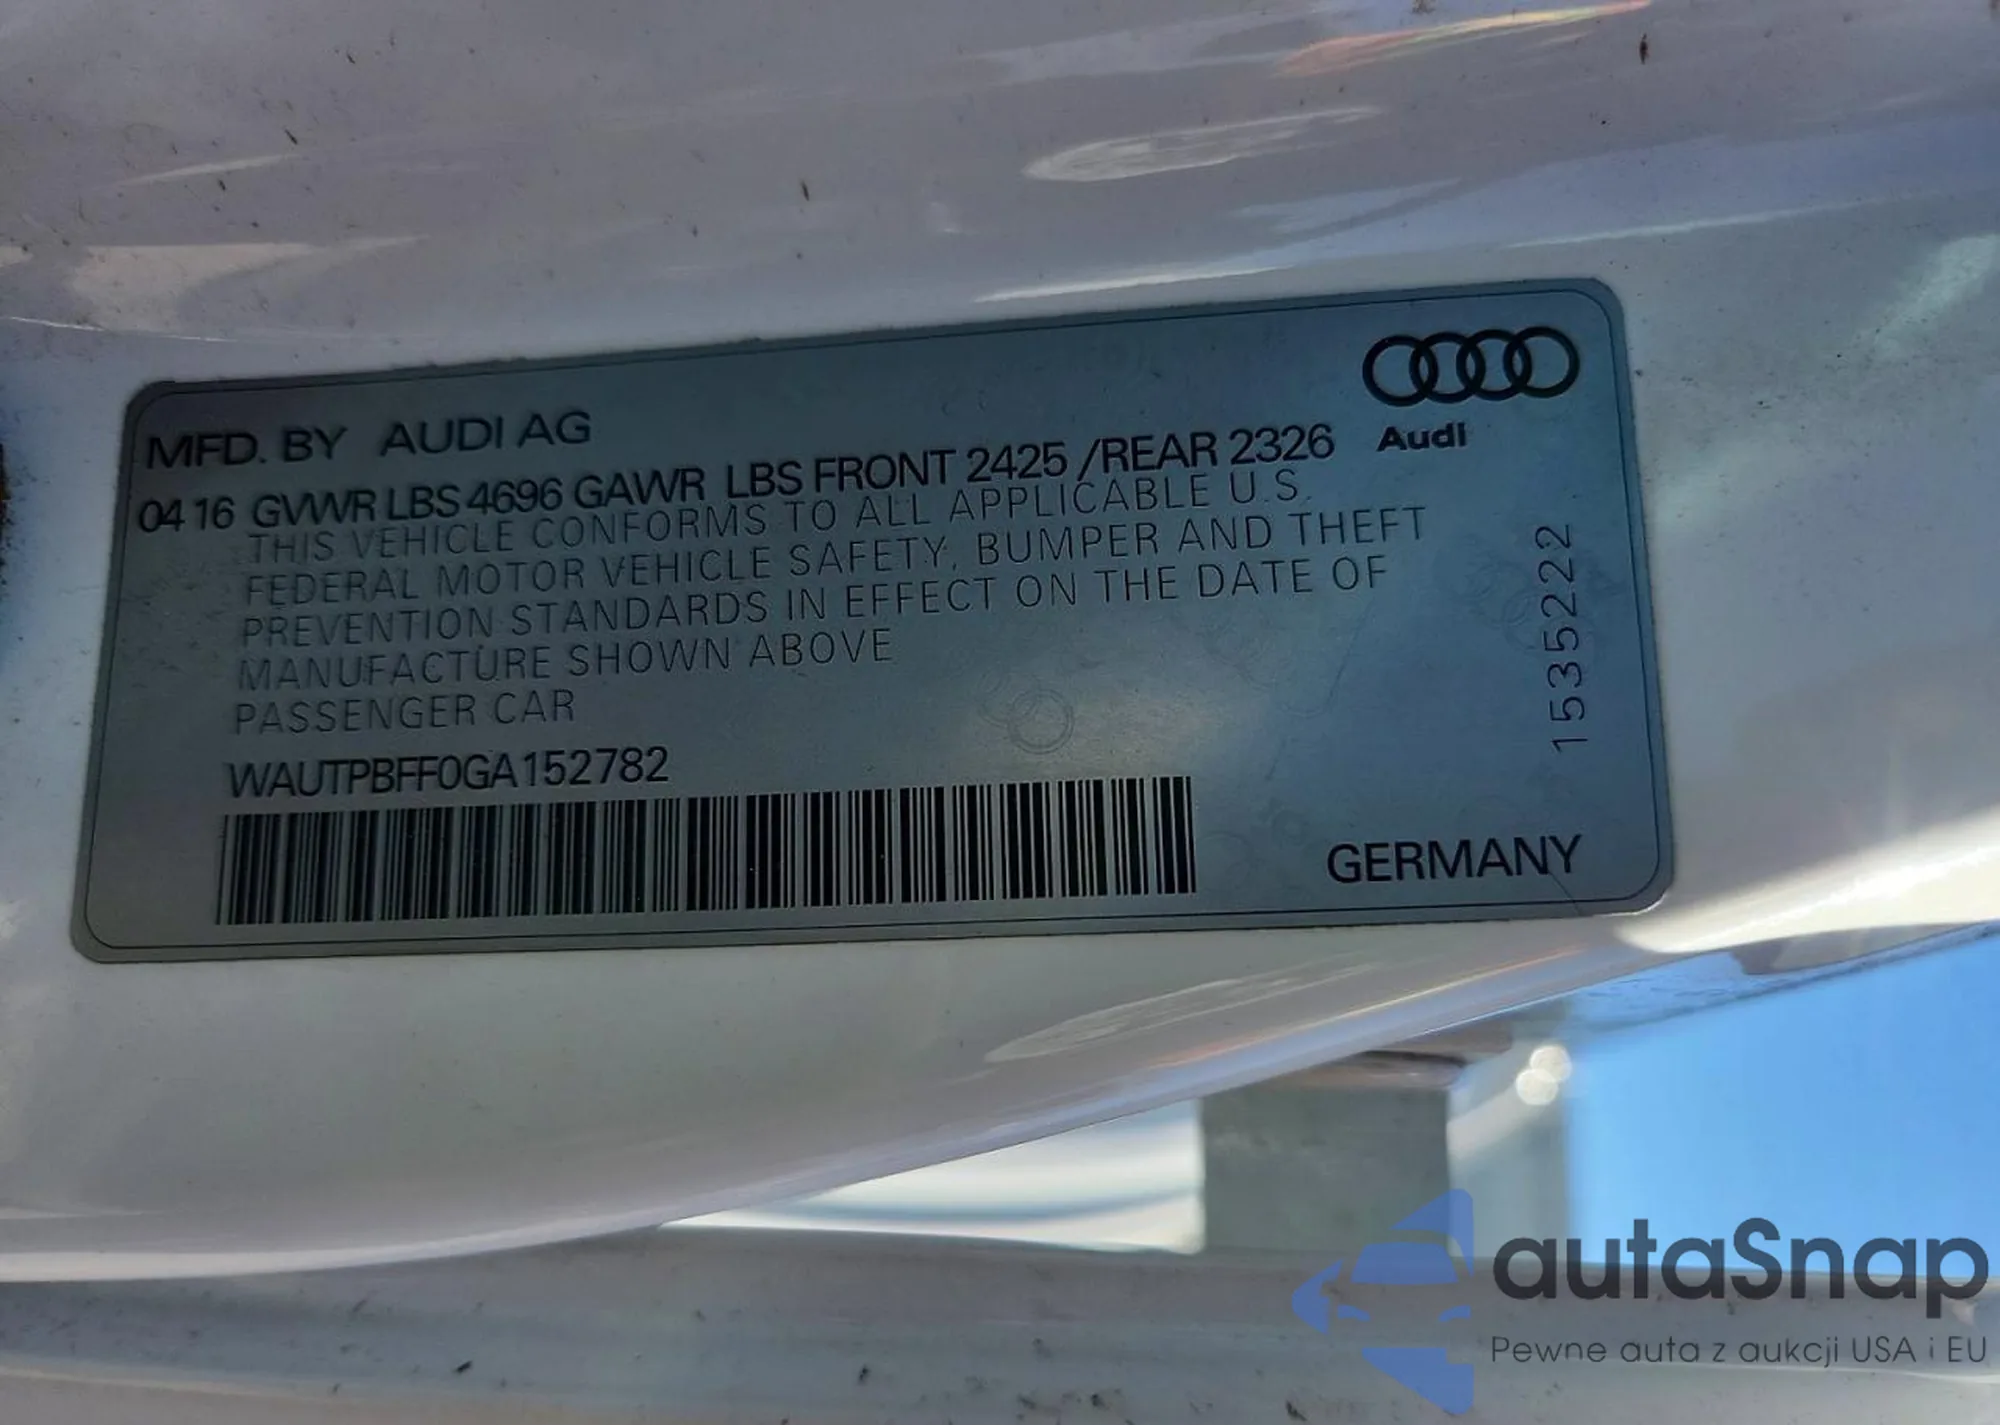 MFD. BY AUDI AG
04 16 GVWR LBS 4696 GAWR LBS FRONT 2425 /REAR 2326
Audi
THIS VEHICLE CONFORMS TO ALL APPLICABLE U.S.
FEDERAL MOTOR VEHICLE SAFETY, BUMPER AND THEFT
PREVENTION STANDARDS IN EFFECT ON THE DATE OF
MANUFACTURE SHOWN ABOVE
PASSENGER CAR
1535222
WAUTPBFF0GA152782
GERMANY
autaSnap
Pewne auta z aukcji USA i EU